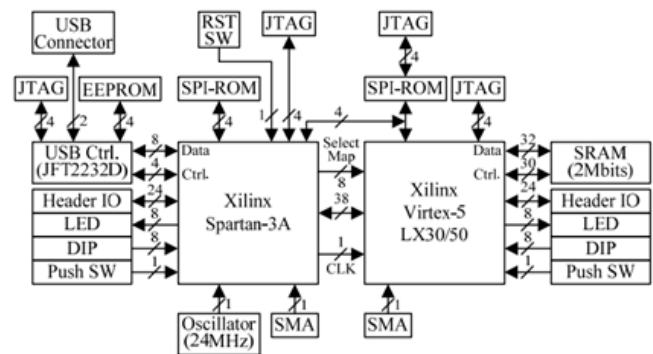 USB
Connector
RST
SW
JTAG
JTAG
JTAG
EEPROM
SPI-ROM
SPI-ROM
JTAG
4
2
4
4
1
4
4
4
4
4
USB Ctrl.
(JFT2232D)
8
Data
4
Ctrl.
Select
Map
8
Data
32
Ctrl.
30
SRAM
(2Mbits)
Header IO
24
Xilinx
Spartan-3A
38
Xilinx
Virtex-5
LX30/50
24
Header IO
LED
8
8
LED
DIP
8
1
CLK
8
DIP
Push SW
1
1
Push SW
1
1
1
Oscillator
(24MHz)
SMA
SMA